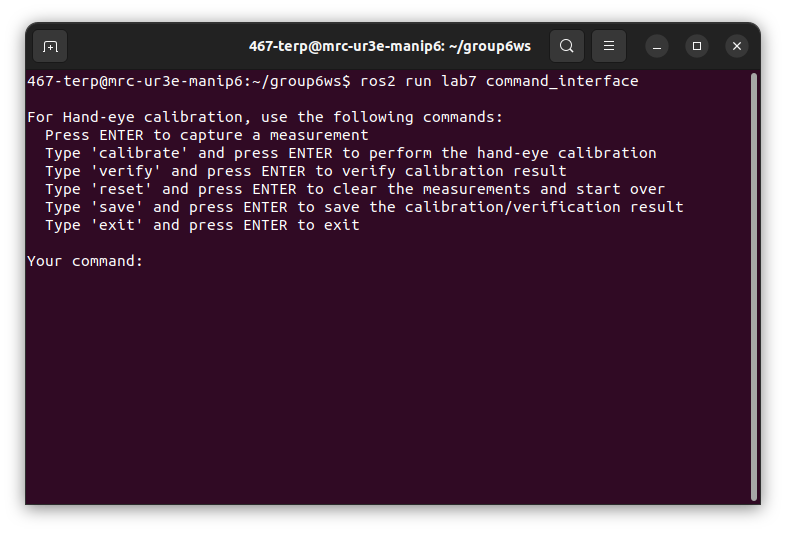 467-terp@mrc-ur3e-manip6: ~/group6ws
467-terp@mrc-ur3e-manip6:~/group6ws$ ros2 run lab7 command_interface
For Hand-eye calibration, use the following commands:
  Press ENTER to capture a measurement
  Type 'calibrate' and press ENTER to perform the hand-eye calibration
  Type 'verify' and press ENTER to verify calibration result
  Type 'reset' and press ENTER to clear the measurements and start over
  Type 'save' and press ENTER to save the calibration/verification result
  Type 'exit' and press ENTER to exit
Your command: